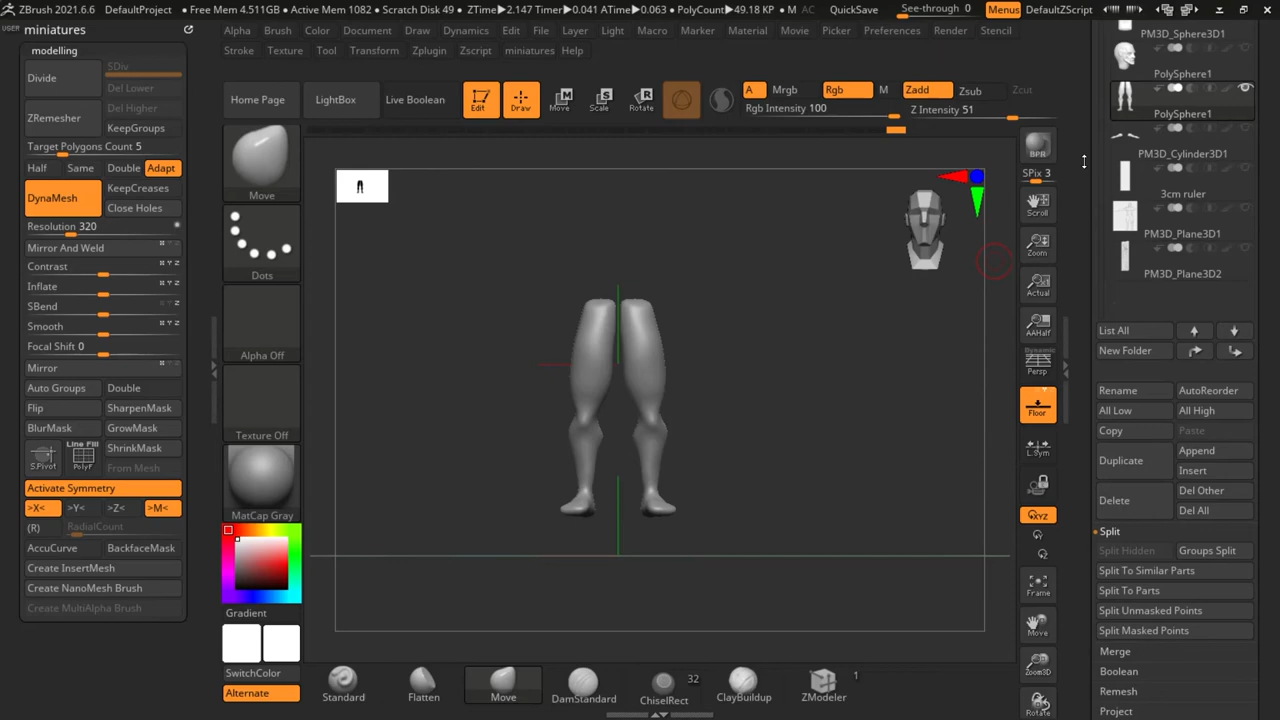 ZBrush 2021.6.6 DefaultProject • Free Mem 4.511GB • Active Mem 1082 • Scratch Disk 49 • ZTime▸2.147 Timer▸0.041 ATime▸0.063 • PolyCount▸49.18 KP • M AC QuickSave See-through 0 Menus DefaultZScript
USER miniatures
Alpha Brush Color Document Draw Dynamics Edit File Layer Light Macro Marker Material Movie Picker Preferences Render Stencil
Stroke Texture Tool Transform Zplugin Zscript miniatures Help
Home Page LightBox Live Boolean Edit Draw Move Scale Rotate
A Mrgb Rgb M Zadd Zsub Zcut
Rgb Intensity 100 Z Intensity 51
modelling
Divide
SDiv
Del Lower
ZRemesher
Del Higher
KeepGroups
Target Polygons Count 5
Half Same Double Adapt
DynaMesh
KeepCreases
Close Holes
Resolution 320
Mirror And Weld
Contrast
Inflate
SBend
Smooth
Focal Shift 0
Mirror
Auto Groups Double
Flip SharpenMask
BlurMask GrowMask
S.Pivot
Line Fill
PolyF
ShrinkMask
From Mesh
Activate Symmetry
>X< >Y< >Z< >M<
(R) RadialCount
AccuCurve BackfaceMask
Create InsertMesh
Create NanoMesh Brush
Create MultiAlpha Brush
Move
Dots
Alpha Off
Texture Off
MatCap Gray
Gradient
SwitchColor
Alternate
Standard Flatten Move DamStandard ChiselRect 32 ClayBuildup ZModeler 1
BPR
SPix 3
Scroll
Zoom
Actual
AAHalf
Dynamic
Persp
Floor
L.Sym
XYZ
Frame
Move
Zoom3D
Rotate
PM3D_Sphere3D1
PolySphere1
PolySphere1
PM3D_Cylinder3D1
3cm ruler
PM3D_Plane3D1
PM3D_Plane3D2
List All
New Folder
Rename AutoReorder
All Low All High
Copy Paste
Duplicate Append
Insert
Delete Del Other
Del All
Split
Split Hidden Groups Split
Split To Similar Parts
Split To Parts
Split Unmasked Points
Split Masked Points
Merge
Boolean
Remesh
Project